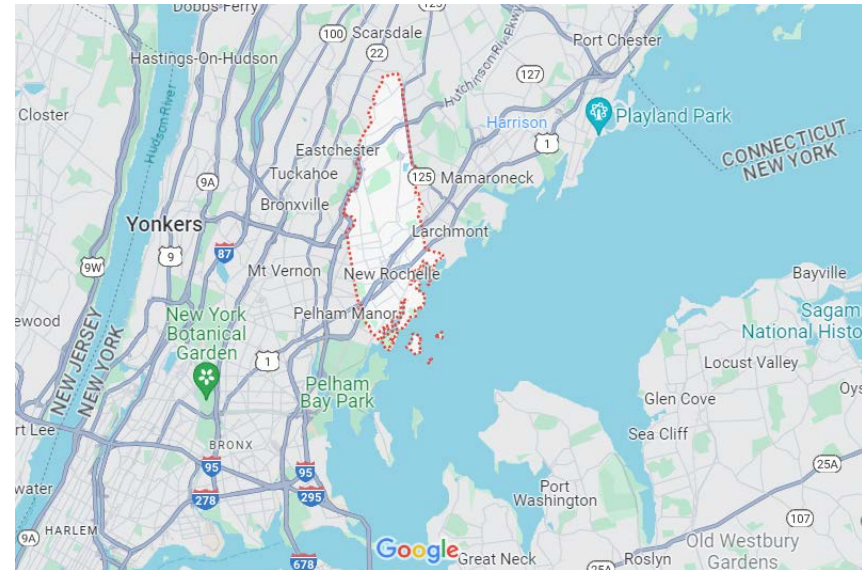 Dobbs Ferry
Scarsdale
100
22
125
Hutchinson Riv Pkwy
Port Chester
Hastings-On-Hudson
127
Closter
Hudson River
Harrison
1
Playland Park
CONNECTICUT
NEW YORK
Eastchester
Tuckahoe
9A
125
Mamaroneck
Bronxville
Yonkers
9
87
Larchmont
9W
Mt Vernon
New Rochelle
Bayville
ewood
NEW JERSEY
NEW YORK
New York
Botanical
Garden
Pelham Manor
Sagam
National Histo
1
Locust Valley
Pelham
Bay Park
Glen Cove
Oys
rt Lee
Sea Cliff
BRONX
95
95
278
295
Port
Washington
25A
water
9A
HARLEM
107
Old Westbury
Gardens
678
Google
Great Neck
25A
Roslyn